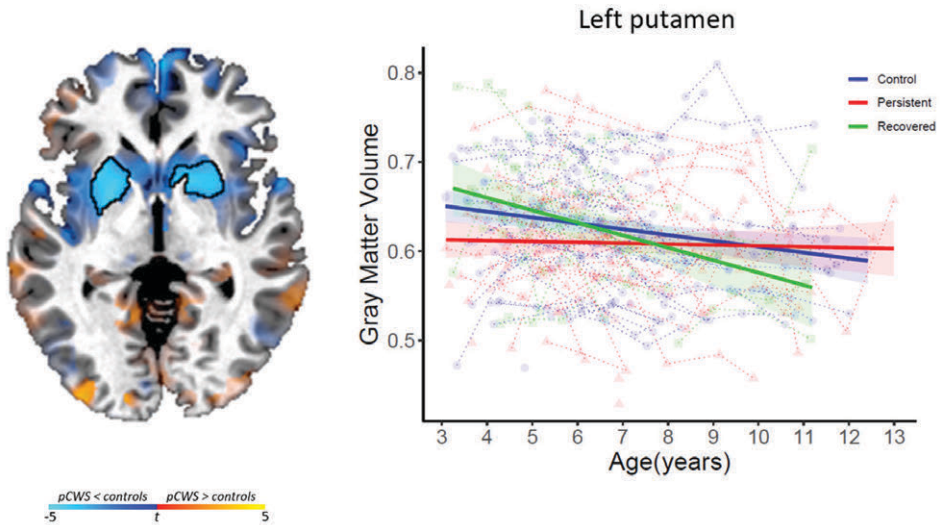 Left putamen
Gray Matter Volume
0.8
0.7
0.6
0.5
Control
Persistent
Recovered
3 4 5 6 7 8 9 10 11 12 13
Age(years)
pCWS < controls pCWS > controls
-5 t 5